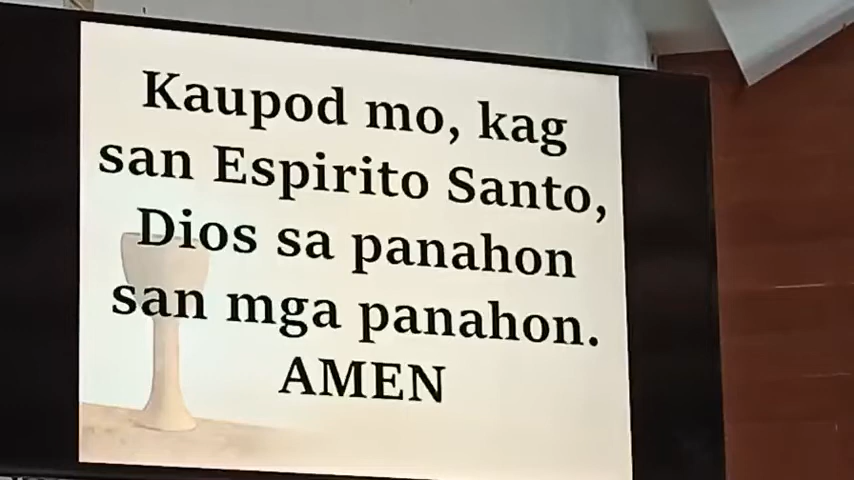 Kaupod mo, kag
san Espirito Santo,
Dios sa panahon
san mga panahon.
AMEN